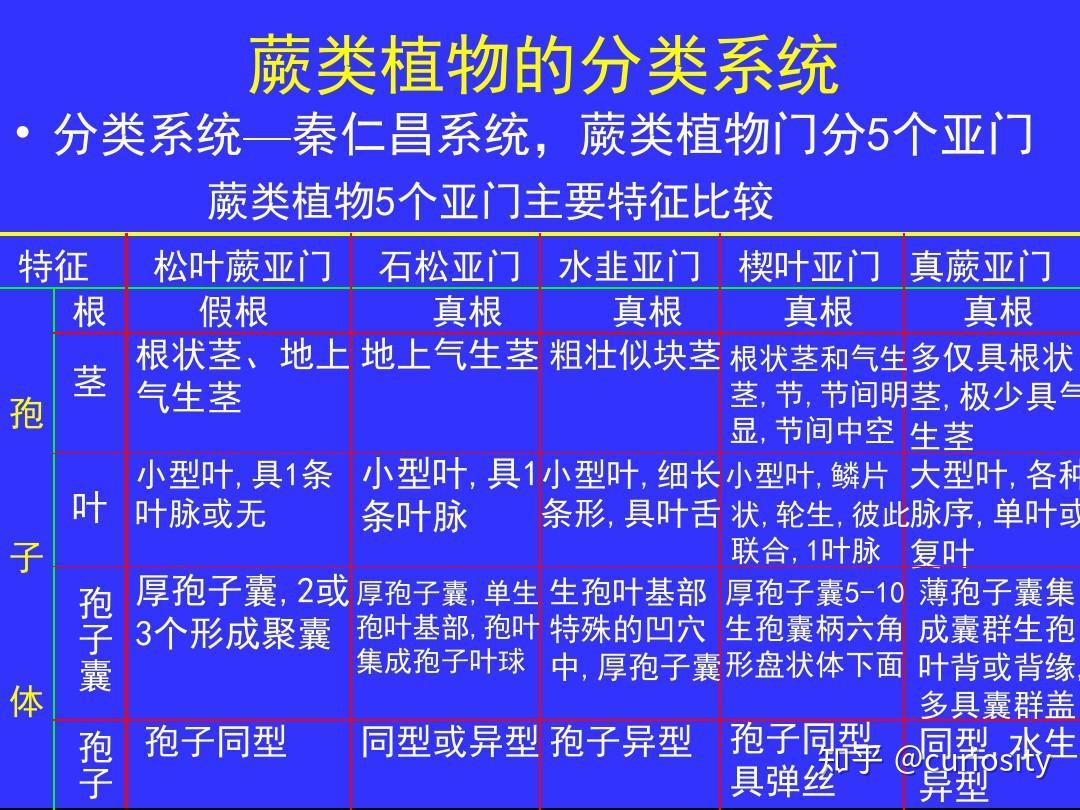 蕨类植物的分类系统
• 分类系统—秦仁昌系统，蕨类植物门分5个亚门
蕨类植物5个亚门主要特征比较
特征 松叶蕨亚门 石松亚门 水韭亚门 楔叶亚门 真蕨亚门
孢子体
根 假根 真根 真根 真根 真根
茎
根状茎、地上
气生茎
地上气生茎
粗壮似块茎
根状茎和气生
茎,节,节间明
显,节间中空
多仅具根状
茎,极少具气
生茎
叶
小型叶,具1条
叶脉或无
小型叶,具1
条叶脉
小型叶,细长
条形,具叶舌
小型叶,鳞片
状,轮生,彼此
联合,1叶脉
大型叶,各种
脉序,单叶或
复叶
孢子囊
厚孢子囊,2或
3个形成聚囊
厚孢子囊,单生
孢叶基部,孢叶
集成孢子叶球
生孢叶基部
特殊的凹穴
中,厚孢子囊
厚孢子囊5-10
生孢囊柄六角
形盘状体下面
薄孢子囊集
成囊群生孢
叶背或背缘,
多具囊群盖
孢子
孢子同型
同型或异型
孢子异型
孢子同型,
具弹丝
同型,水生
异型
知乎 @curiosity